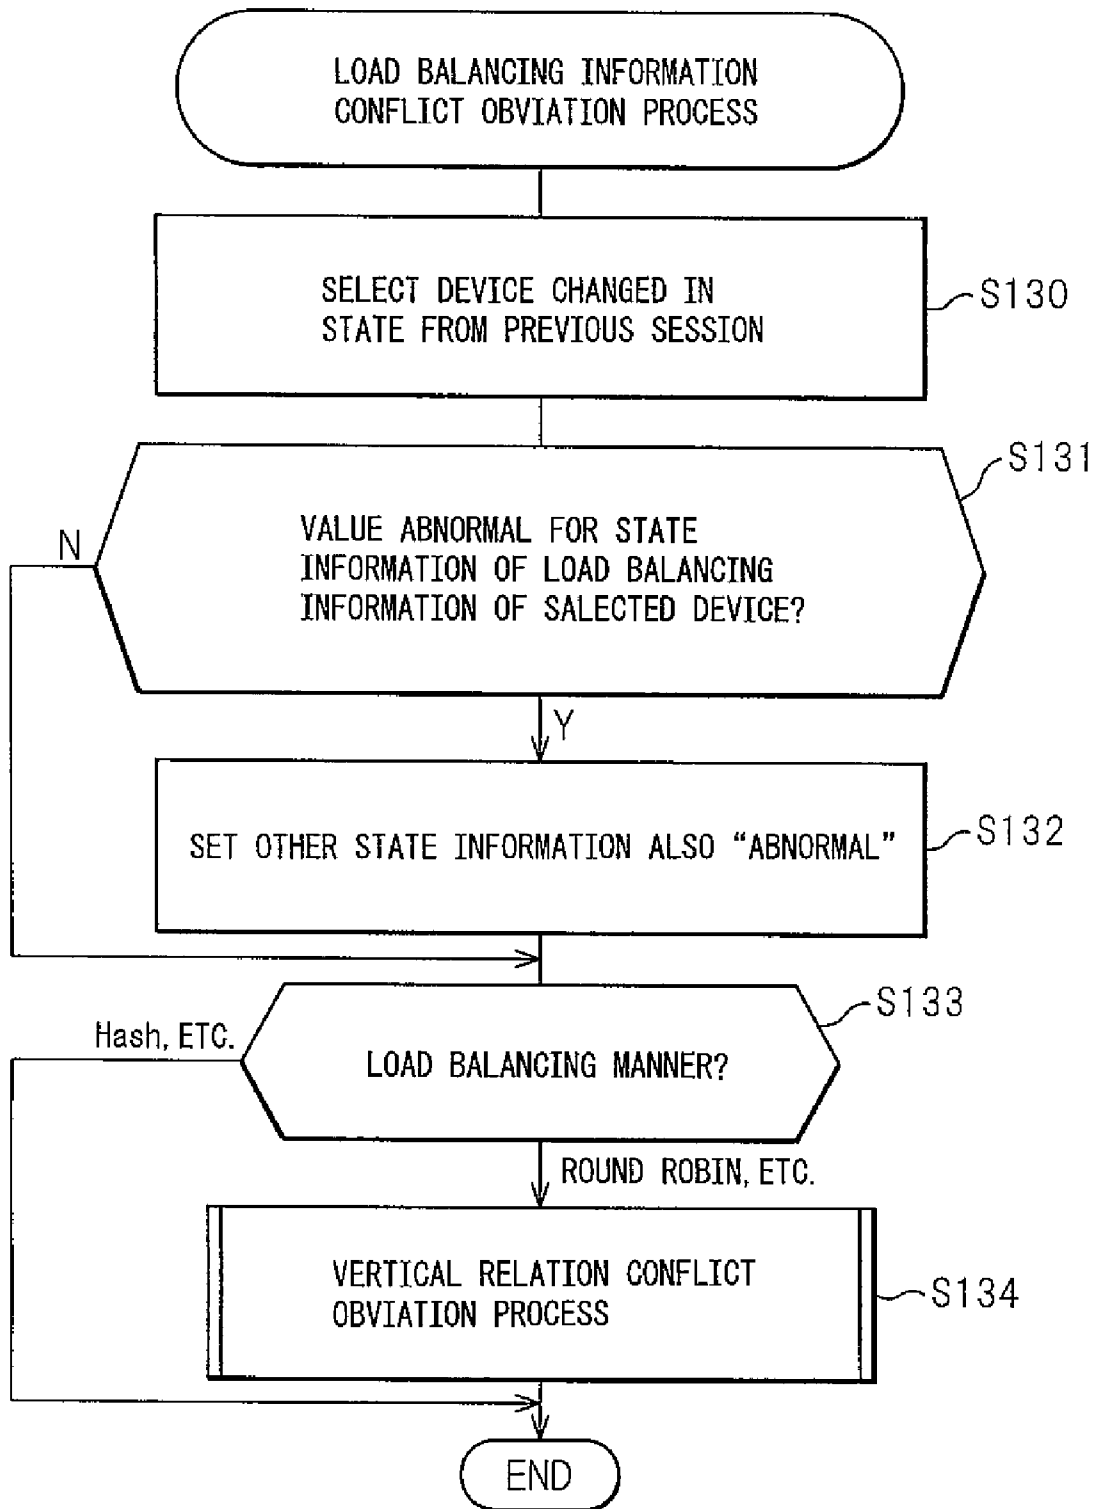 LOAD BALANCING INFORMATION
CONFLICT OBVIATION PROCESS
SELECT DEVICE CHANGED IN
STATE FROM PREVIOUS SESSION
S130
S131
VALUE ABNORMAL FOR STATE
INFORMATION OF LOAD BALANCING
INFORMATION OF SALECTED DEVICE?
N
Y
SET OTHER STATE INFORMATION ALSO “ABNORMAL”
S132
S133
Hash, ETC.
LOAD BALANCING MANNER?
ROUND ROBIN, ETC.
VERTICAL RELATION CONFLICT
OBVIATION PROCESS
S134
END